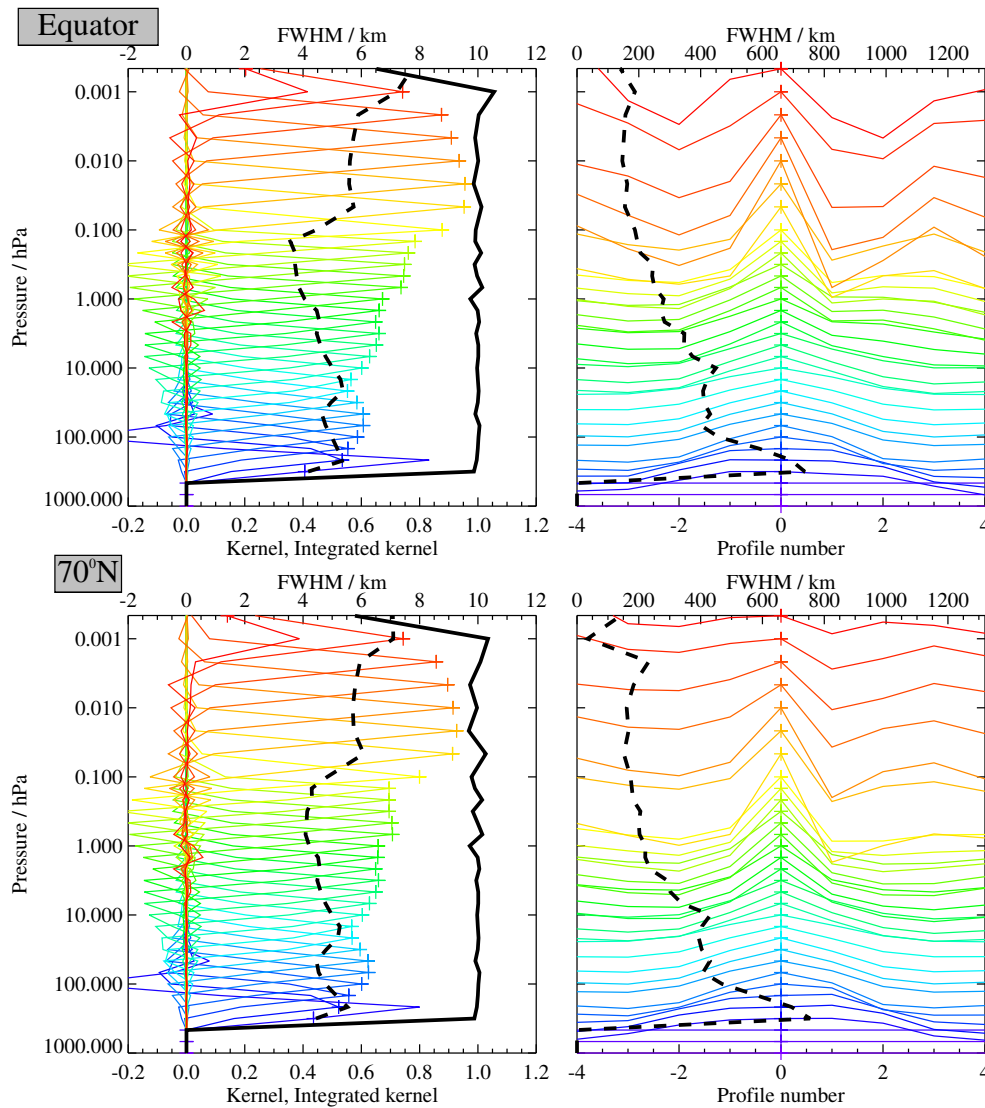 Equator
FWHM / km
-2 0 2 4 6 8 10 12
Pressure / hPa
0.001
0.010
0.100
1.000
10.000
100.000
1000.000
-0.2 0.0 0.2 0.4 0.6 0.8 1.0 1.2
Kernel, Integrated kernel
FWHM / km
0 200 400 600 800 1000 1200
-4 -2 0 2 4
Profile number
70⁰N
FWHM / km
-2 0 2 4 6 8 10 12
Pressure / hPa
0.001
0.010
0.100
1.000
10.000
100.000
1000.000
-0.2 0.0 0.2 0.4 0.6 0.8 1.0 1.2
Kernel, Integrated kernel
FWHM / km
0 200 400 600 800 1000 1200
-4 -2 0 2 4
Profile number